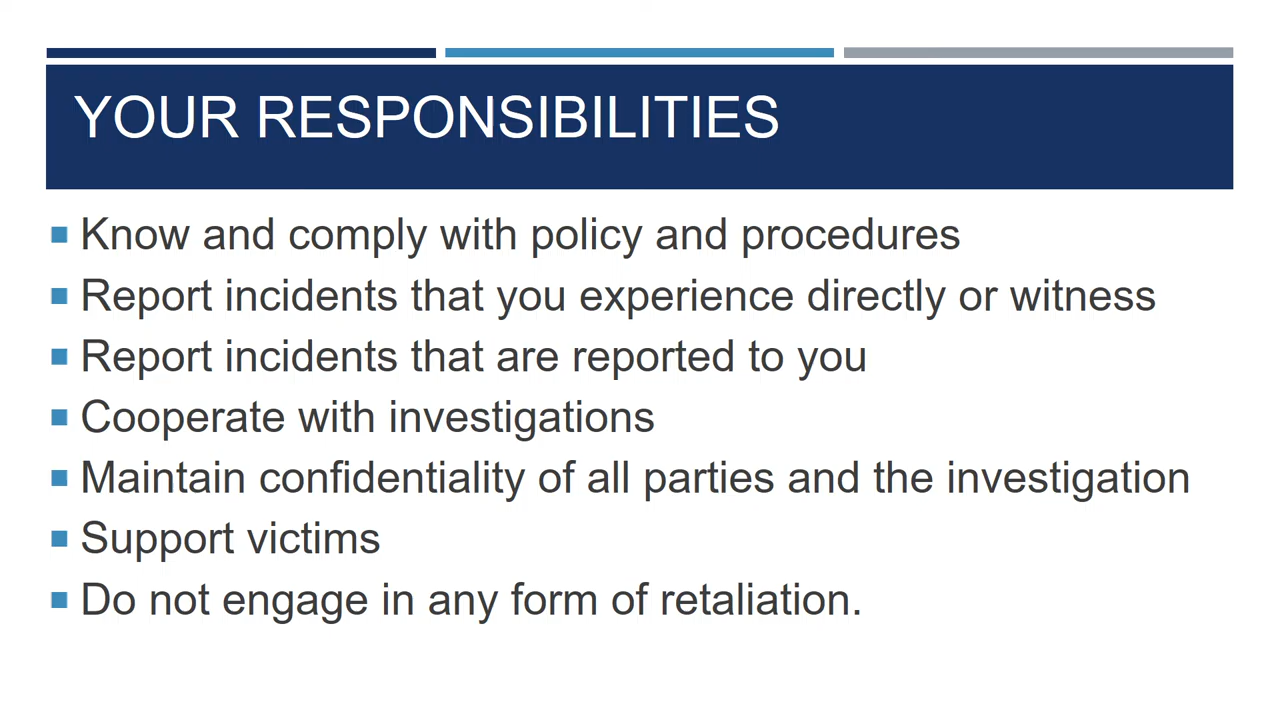 YOUR RESPONSIBILITIES
Know and comply with policy and procedures
Report incidents that you experience directly or witness
Report incidents that are reported to you
Cooperate with investigations
Maintain confidentiality of all parties and the investigation
Support victims
Do not engage in any form of retaliation.